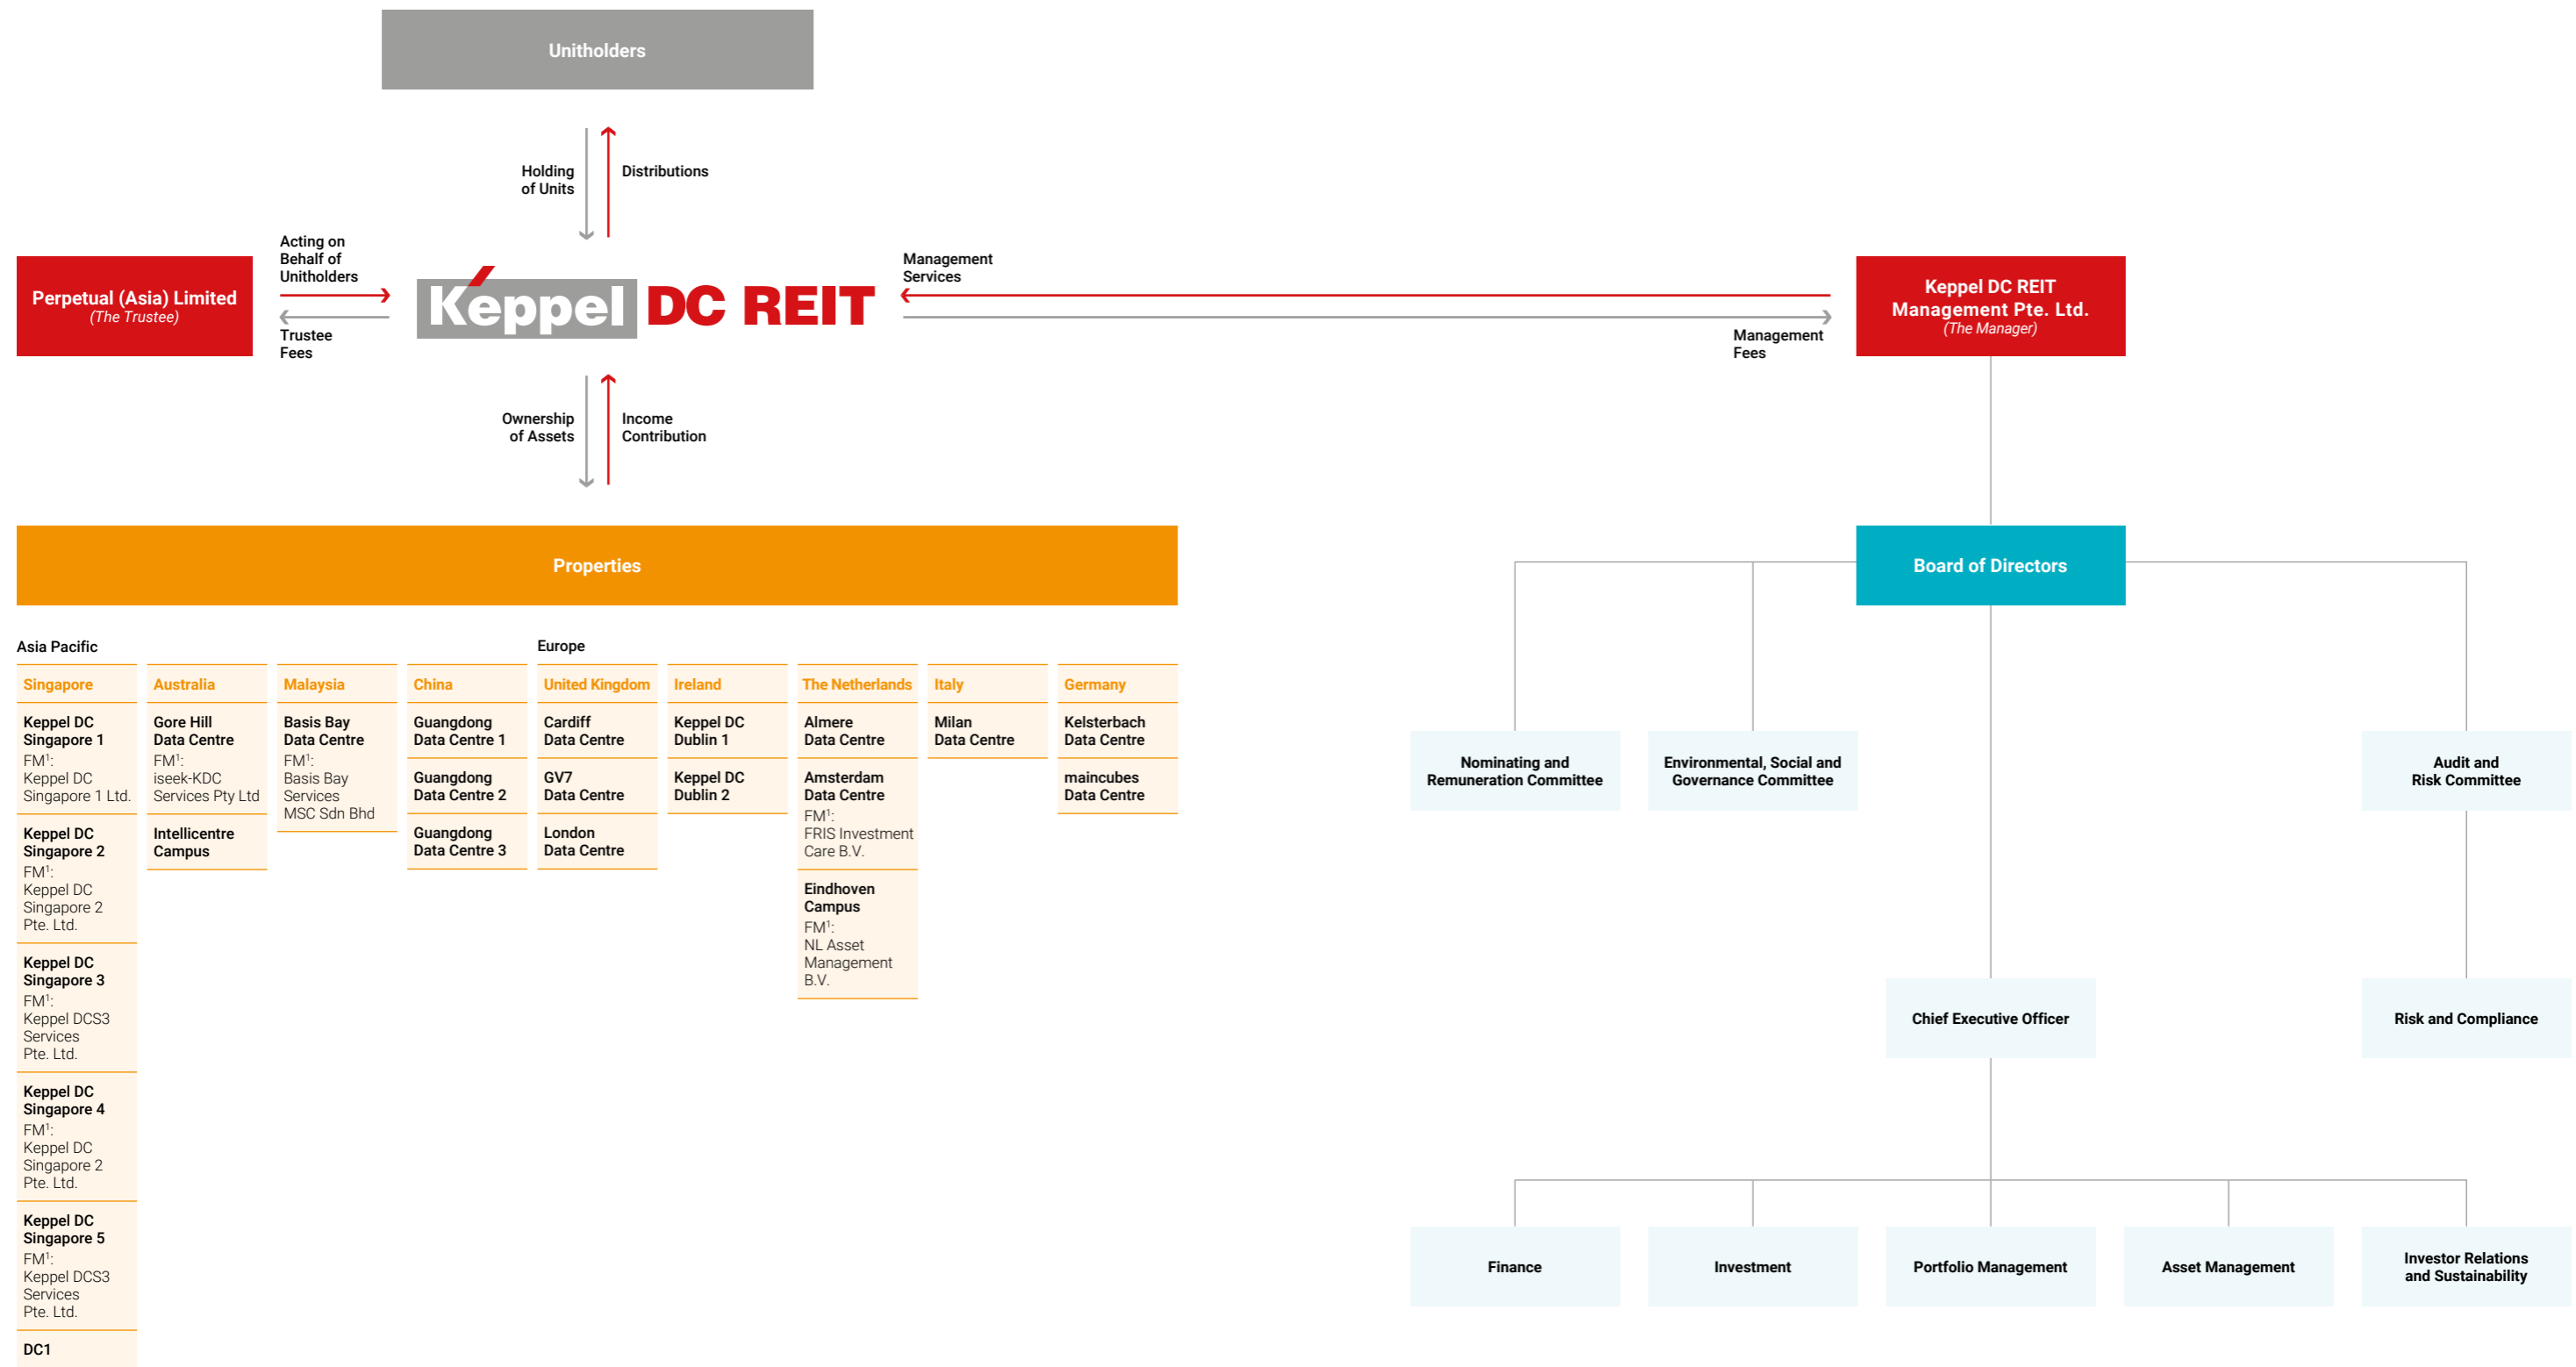 Unitholders
Holding
of Units
Distributions
Acting on
Behalf of
Unitholders
Perpetual (Asia) Limited
(The Trustee)
Trustee
Fees
Keppel DC REIT
Management
Services
Management
Fees
Keppel DC REIT
Management Pte. Ltd.
(The Manager)
Ownership
of Assets
Income
Contribution
Properties
Asia Pacific
Singapore
Keppel DC
Singapore 1
FM¹:
Keppel DC
Singapore 1 Ltd.
Keppel DC
Singapore 2
FM¹:
Keppel DC
Singapore 2
Pte. Ltd.
Keppel DC
Singapore 3
FM¹:
Keppel DCS3
Services
Pte. Ltd.
Keppel DC
Singapore 4
FM¹:
Keppel DC
Singapore 2
Pte. Ltd.
Keppel DC
Singapore 5
FM¹:
Keppel DCS3
Services
Pte. Ltd.
DC1
Australia
Gore Hill
Data Centre
FM¹:
iseek-KDC
Services Pty Ltd
Intellicentre
Campus
Malaysia
Basis Bay
Data Centre
FM¹:
Basis Bay
Services
MSC Sdn Bhd
China
Guangdong
Data Centre 1
Guangdong
Data Centre 2
Guangdong
Data Centre 3
Europe
United Kingdom
Cardiff
Data Centre
GV7
Data Centre
London
Data Centre
Ireland
Keppel DC
Dublin 1
Keppel DC
Dublin 2
The Netherlands
Almere
Data Centre
Amsterdam
Data Centre
FM¹:
FRIS Investment
Care B.V.
Eindhoven
Campus
FM¹:
NL Asset
Management
B.V.
Italy
Milan
Data Centre
Germany
Kelsterbach
Data Centre
maincubes
Data Centre
Board of Directors
Nominating and
Remuneration Committee
Environmental, Social and
Governance Committee
Audit and
Risk Committee
Chief Executive Officer
Risk and Compliance
Finance
Investment
Portfolio Management
Asset Management
Investor Relations
and Sustainability